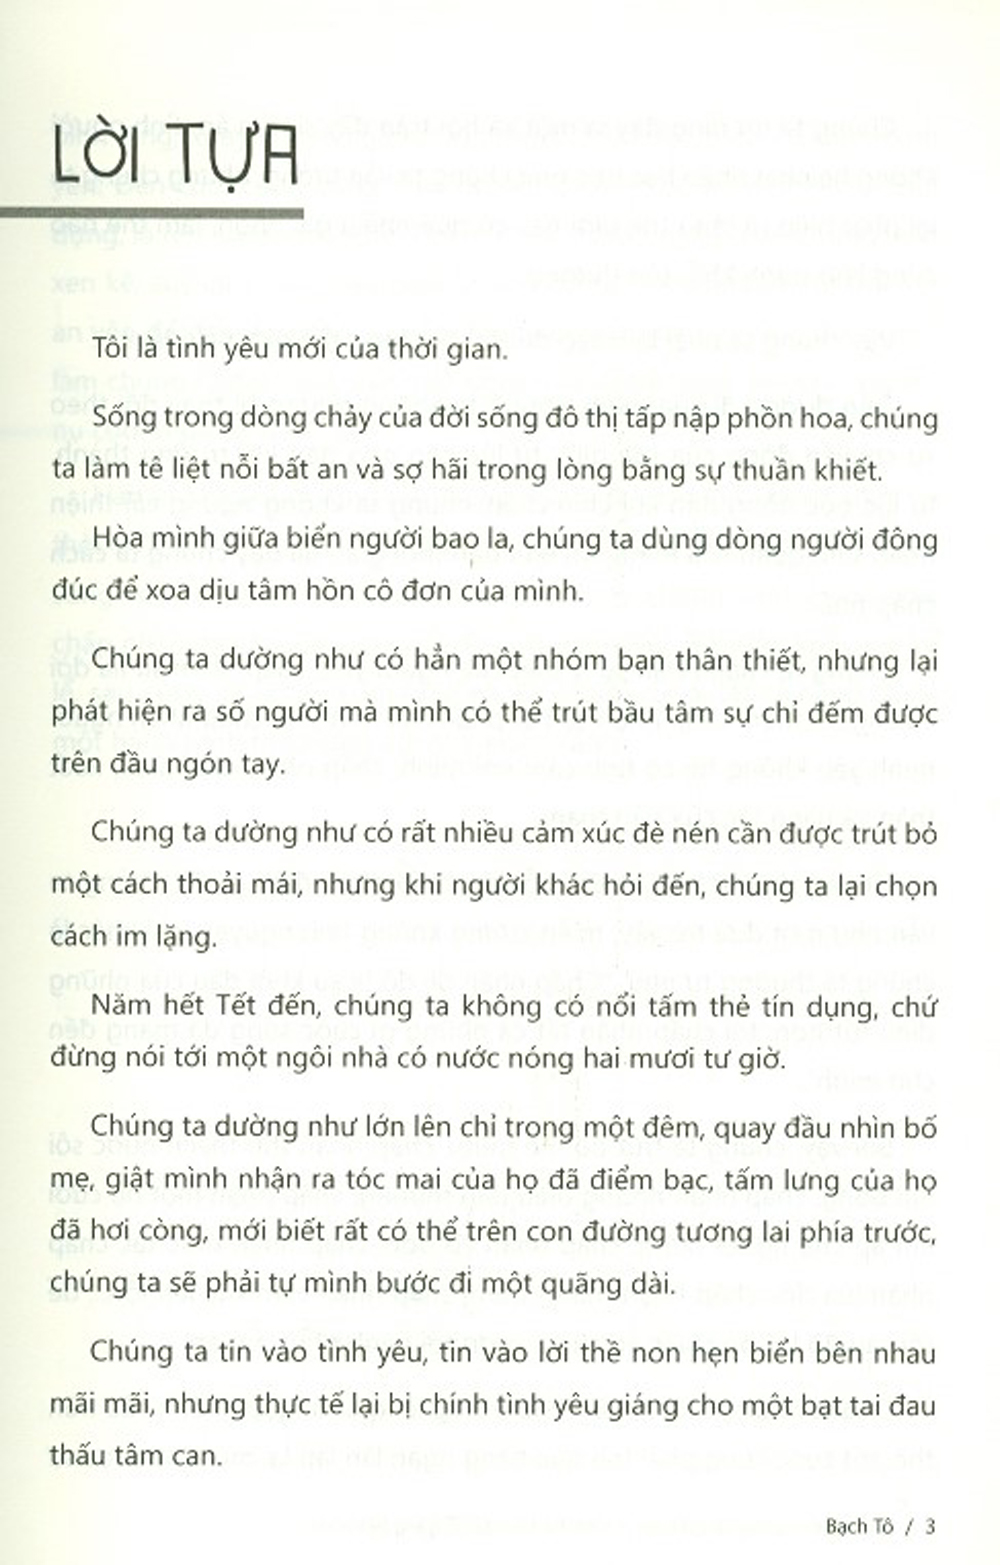 LỜI TỰA
Tôi là tình yêu mới của thời gian.
Sống trong dòng chảy của đời sống đô thị tấp nập phồn hoa, chúng
ta làm tê liệt nỗi bất an và sợ hãi trong lòng bằng sự thuần khiết.
Hòa mình giữa biển người bao la, chúng ta dùng dòng người đông
đúc để xoa dịu tâm hồn cô đơn của mình.
Chúng ta dường như có hẳn một nhóm bạn thân thiết, nhưng lại
phát hiện ra số người mà mình có thể trút bầu tâm sự chỉ đếm được
trên đầu ngón tay.
Chúng ta dường như có rất nhiều cảm xúc đè nén cần được trút bỏ
một cách thoải mái, nhưng khi người khác hỏi đến, chúng ta lại chọn
cách im lặng.
Năm hết Tết đến, chúng ta không có nổi tấm thẻ tín dụng, chứ
đừng nói tới một ngôi nhà có nước nóng hai mươi tư giờ.
Chúng ta dường như lớn lên chỉ trong một đêm, quay đầu nhìn bố
mẹ, giật mình nhận ra tóc mai của họ đã điểm bạc, tấm lưng của họ
đã hơi còng, mới biết rất có thể trên con đường tương lai phía trước,
chúng ta sẽ phải tự mình bước đi một quãng dài.
Chúng ta tin vào tình yêu, tin vào lời thề non hẹn biển bên nhau
mãi mãi, nhưng thực tế lại bị chính tình yêu giáng cho một bạt tai đau
thấu tâm can.
Bạch Tô / 3